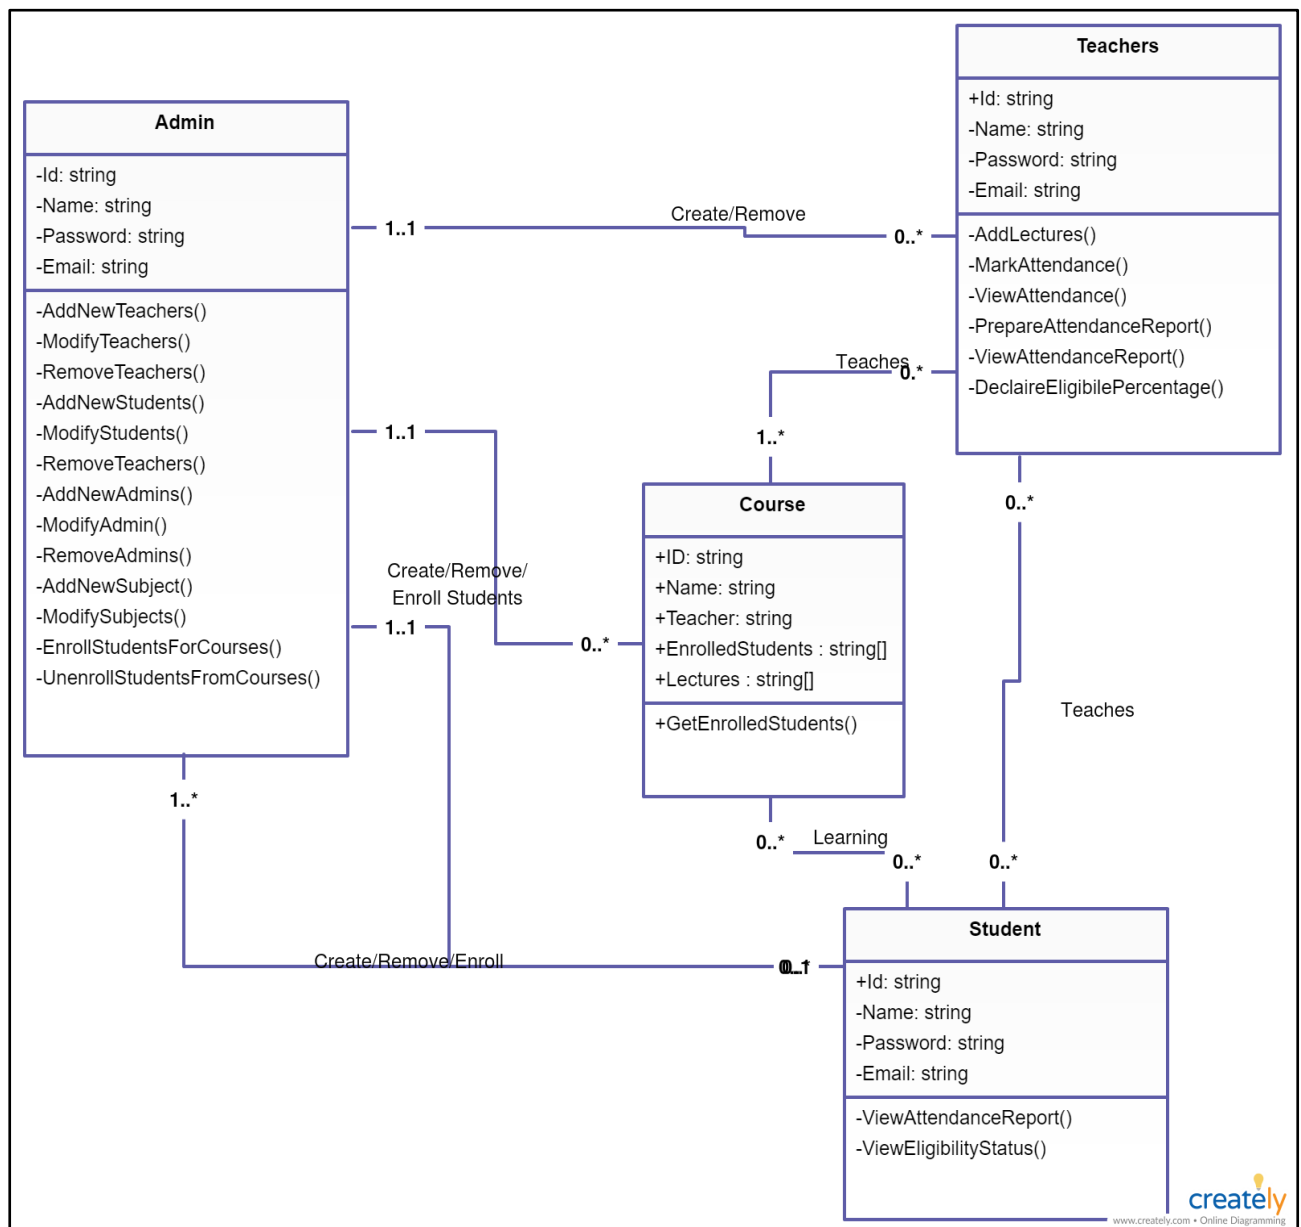 Teachers
+Id: string
-Name: string
-Password: string
-Email: string
-AddLectures()
-MarkAttendance()
-ViewAttendance()
-PrepareAttendanceReport()
-ViewAttendanceReport()
-DeclaireEligibilePercentage()
Admin
-Id: string
-Name: string
-Password: string
-Email: string
-AddNewTeachers()
-ModifyTeachers()
-RemoveTeachers()
-AddNewStudents()
-ModifyStudents()
-RemoveTeachers()
-AddNewAdmins()
-ModifyAdmin()
-RemoveAdmins()
-AddNewSubject()
-ModifySubjects()
-EnrollStudentsForCourses()
-UnenrollStudentsFromCourses()
1..1
Create/Remove
0..*
Teaches
0.*
1..*
1..1
Create/Remove/
Enroll Students
1..1
0..*
Course
+ID: string
+Name: string
+Teacher: string
+EnrolledStudents : string[]
+Lectures : string[]
+GetEnrolledStudents()
0..*
Teaches
0..*
1..*
0..*
Learning
0..*
Create/Remove/Enroll
Student
+Id: string
-Name: string
-Password: string
-Email: string
-ViewAttendanceReport()
-ViewEligibilityStatus()
creately
www.creately.com • Online Diagramming